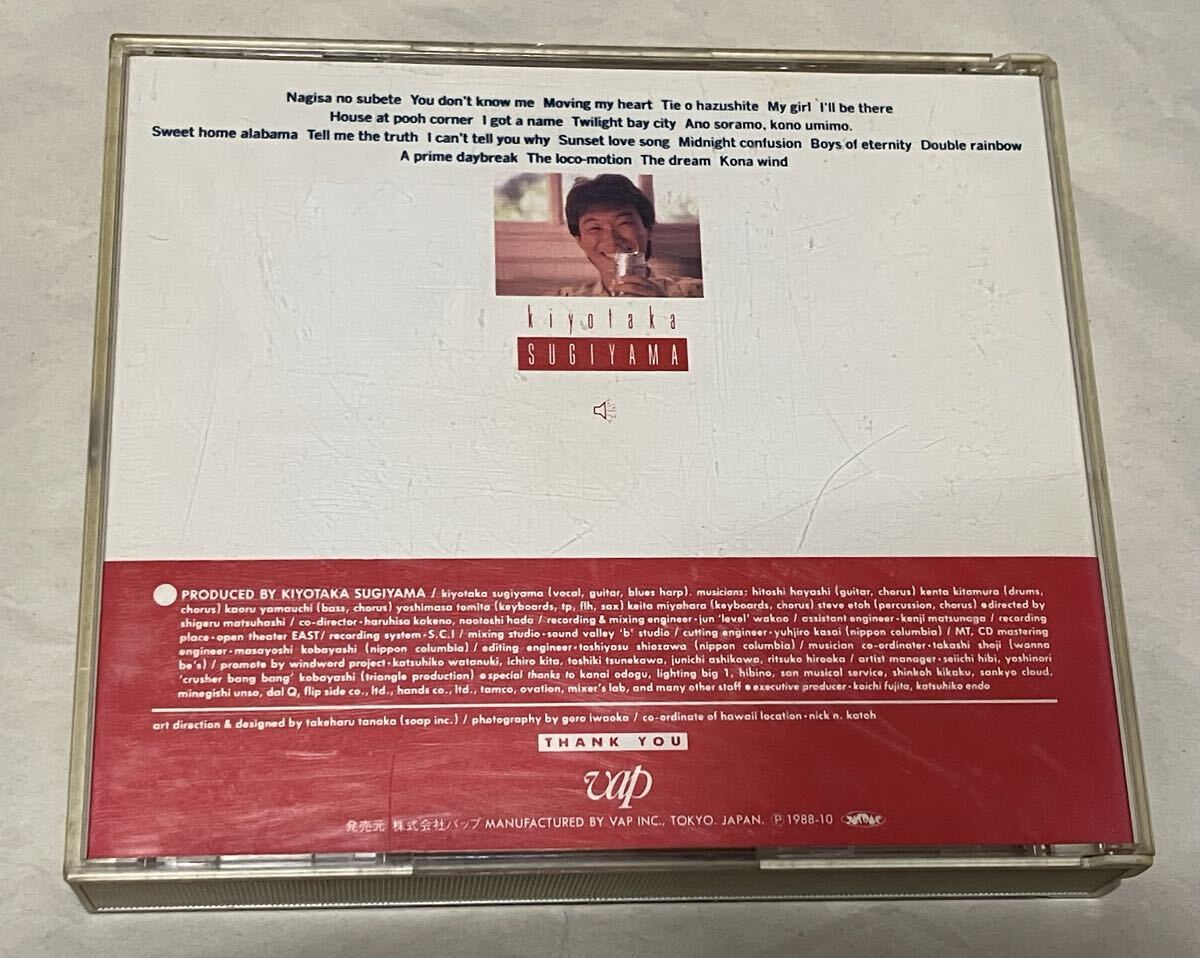 Nagisa no subete You don't know me Moving my heart Tie o hazushite My girl I'll be there
House at pooh corner I got a name Twilight bay city Ano soramo, kono umimo.
Sweet home alabama Tell me the truth I can't tell you why Sunset love song Midnight confusion Boys of eternity Double rainbow
A prime daybreak The loco-motion The dream Kona wind
kiyotaka
SUGIYAMA
PRODUCED BY KIYOTAKA SUGIYAMA / kiyotaka sugiyama (vocal, guitar, blues harp). musicians; hitoshi hayashi (guitar, chorus) kenta kitamura (drums,
chorus) kaoru yamauchi (bass, chorus) yoshimasa tomita (keyboards, tp, flh, sax) keita miyahara (keyboards, chorus) steve etoh (percussion, chorus) ●directed by
shigeru matsuhashi / co-director·haruhisa kakeno, naotoshi hada / recording & mixing engineer·jun 'level' wakao / assistant engineer·kenji matsunaga / recording
place·open theater EAST / recording system·S.C.I / mixing studio·sound valley 'b' studio / cutting engineer·yuhjiro kasai (nippon columbia) / MT, CD mastering
engineer·masayoshi kobayashi (nippon columbia) / editing engineer·toshiyasu shiozawa (nippon columbia) / musician co-ordinater·takashi shoji (wanna
be's) / promote by windword project·katsuhiko watanuki, ichiro kita, toshiki tsunekawa, junichi ashikawa, ritsuko hirooka / artist manager·seiichi hibi, yoshinori
'crusher bang bang' kobayashi (triangle production) ●special thanks to kanai odogu, lighting big 1, hibino, san musical service, shinkoh kikaku, sankyo cloud,
minegishi unso, dal Q, flip side co., ltd., hands co., ltd., tamco, ovation, mixer's lab, and many other staff ●executive producer·koichi fujita, katsuhiko endo
art direction & designed by takeharu tanaka (soap inc.) / photography by goro iwaoka / co-ordinate of hawaii location·nick n. katoh
THANK YOU
vap
発売元 株式会社バップ MANUFACTURED BY VAP INC., TOKYO. JAPAN. Ⓟ 1988-10